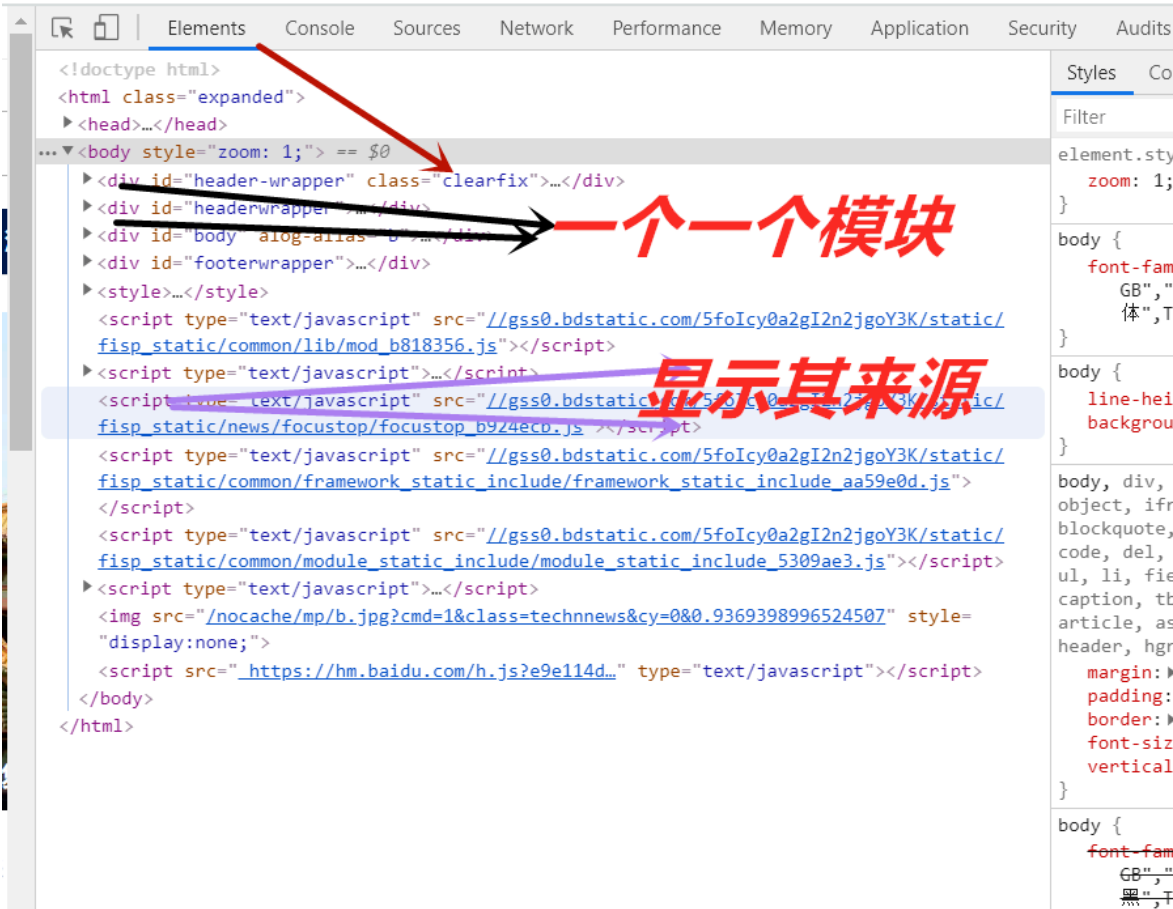 Elements Console Sources Network Performance Memory Application Security Audits
<!doctype html>
<html class="expanded">
<head>…</head>
<body style="zoom: 1;"> == $0
<div id="header-wrapper" class="clearfix">…</div>
<div id="headerwrapper">…</div>
<div id="body" alog-alias="b">…</div>
<div id="footerwrapper">…</div>
<style>…</style>
<script type="text/javascript" src="//gss0.bdstatic.com/5foIcy0a2gI2n2jgoY3K/static/
fisp_static/common/lib/mod_b818356.js"></script>
<script type="text/javascript">…</script>
<script type="text/javascript" src="//gss0.bdstatic.com/5foIcy0a2gI2n2jgoY3K/static/
fisp_static/news/focustop/focustop_b924ecb.js"></script>
<script type="text/javascript" src="//gss0.bdstatic.com/5foIcy0a2gI2n2jgoY3K/static/
fisp_static/common/framework_static_include/framework_static_include_aa59e0d.js">
</script>
<script type="text/javascript" src="//gss0.bdstatic.com/5foIcy0a2gI2n2jgoY3K/static/
fisp_static/common/module_static_include/module_static_include_5309ae3.js"></script>
<script type="text/javascript">…</script>
<img src="/nocache/mp/b.jpg?cmd=1&class=technnews&cy=0&0.9369398996524507" style=
"display:none;">
<script src=" https://hm.baidu.com/h.js?e9e114d…" type="text/javascript"></script>
</body>
</html>
一个一个模块
显示其来源
Styles Co
Filter
element.sty
zoom: 1;
}
body {
font-fam
GB","
体",T
}
body {
line-hei
backgrou
}
body, div,
object, ifr
blockquote,
code, del,
ul, li, fie
caption, tb
article, as
header, hgr
margin:
padding:
border:
font-siz
vertical
}
body {
font-fam
GB","
黑",T